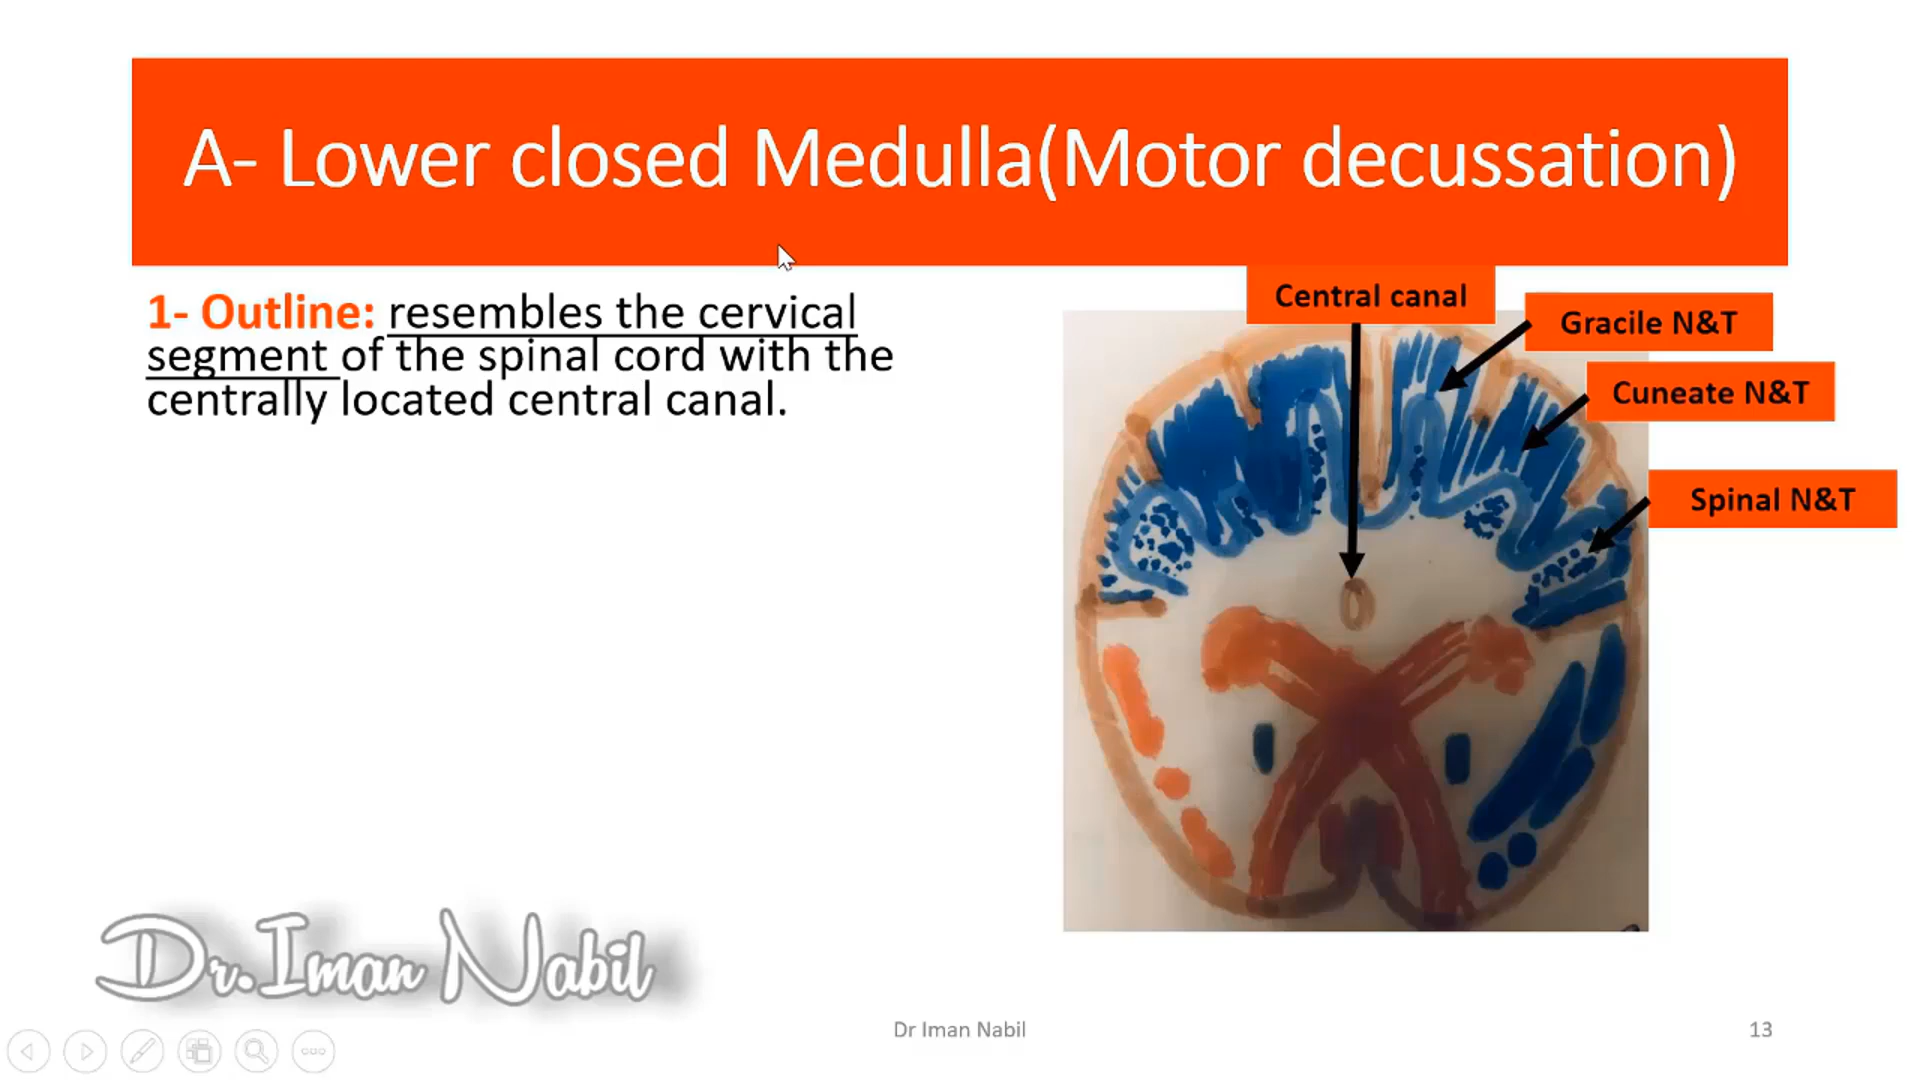 A- Lower closed Medulla(Motor decussation)
1- Outline: resembles the cervical
segment of the spinal cord with the
centrally located central canal.
Central canal
Gracile N&T
Cuneate N&T
Spinal N&T
Dr.Iman Nabil
Dr Iman Nabil
13